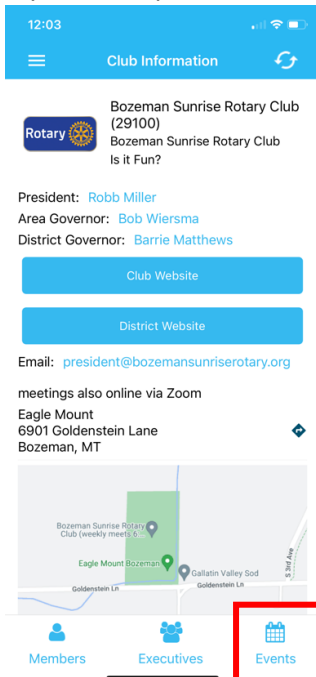 12:03
Club Information
Rotary
Bozeman Sunrise Rotary Club
(29100)
Bozeman Sunrise Rotary Club
Is it Fun?
President: Robb Miller
Area Governor: Bob Wiersma
District Governor: Barrie Matthews
Club Website
District Website
Email: president@bozemansunriserotary.org
meetings also online via Zoom
Eagle Mount
6901 Goldenstein Lane
Bozeman, MT
Bozeman Sunrise Rotary
Club (weekly meets 6...
Eagle Mount Bozeman
Gallatin Valley Sod
S 3rd Ave
Goldenstein Ln
Goldenstein Ln
Members
Executives
Events